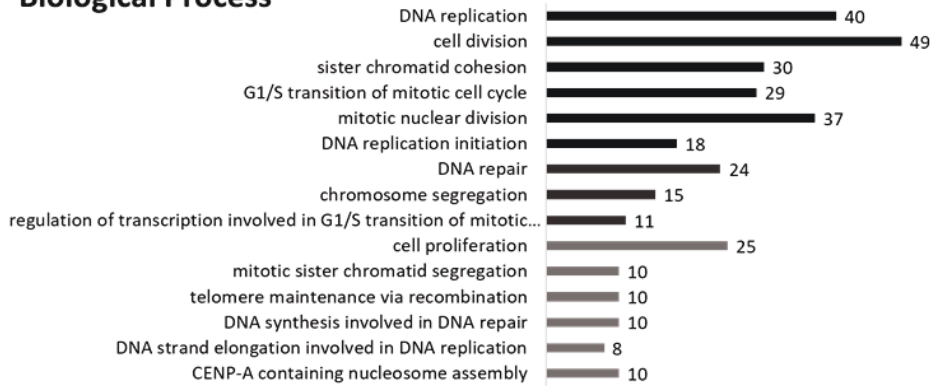 Biological Process
DNA replication 40
cell division 49
sister chromatid cohesion 30
G1/S transition of mitotic cell cycle 29
mitotic nuclear division 37
DNA replication initiation 18
DNA repair 24
chromosome segregation 15
regulation of transcription involved in G1/S transition of mitotic... 11
cell proliferation 25
mitotic sister chromatid segregation 10
telomere maintenance via recombination 10
DNA synthesis involved in DNA repair 10
DNA strand elongation involved in DNA replication 8
CENP-A containing nucleosome assembly 10